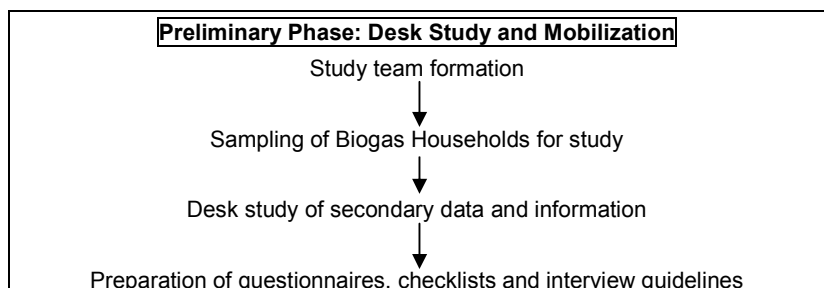 Preliminary Phase: Desk Study and Mobilization
Study team formation
Sampling of Biogas Households for study
Desk study of secondary data and information
Preparation of questionnaires, checklists and interview guidelines